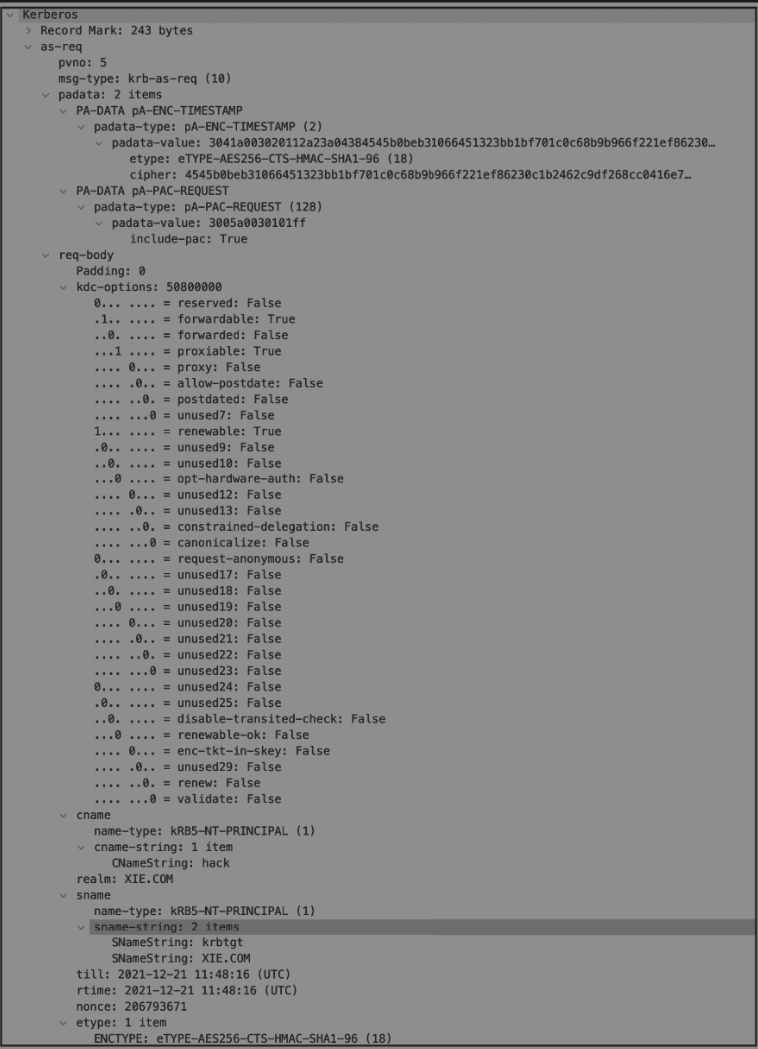 Kerberos
Record Mark: 243 bytes
as-req
pvno: 5
msg-type: krb-as-req (10)
padata: 2 items
PA-DATA pA-ENC-TIMESTAMP
padata-type: pA-ENC-TIMESTAMP (2)
padata-value: 3041a003020112a23a04384545b0beb31066451323bb1bf701c0c68b9b966f221ef86230…
etype: eTYPE-AES256-CTS-HMAC-SHA1-96 (18)
cipher: 4545b0beb31066451323bb1bf701c0c68b9b966f221ef86230c1b2462c9df268cc0416e7…
PA-DATA pA-PAC-REQUEST
padata-type: pA-PAC-REQUEST (128)
padata-value: 3005a0030101ff
include-pac: True
req-body
Padding: 0
kdc-options: 50800000
0... .... = reserved: False
.1.. .... = forwardable: True
..0. .... = forwarded: False
...1 .... = proxiable: True
.... 0... = proxy: False
.... .0.. = allow-postdate: False
.... ..0. = postdated: False
.... ...0 = unused7: False
1... .... = renewable: True
.0.. .... = unused9: False
..0. .... = unused10: False
...0 .... = opt-hardware-auth: False
.... 0... = unused12: False
.... .0.. = unused13: False
.... ..0. = constrained-delegation: False
.... ...0 = canonicalize: False
0... .... = request-anonymous: False
.0.. .... = unused17: False
..0. .... = unused18: False
...0 .... = unused19: False
.... 0... = unused20: False
.... .0.. = unused21: False
.... ..0. = unused22: False
.... ...0 = unused23: False
0... .... = unused24: False
.0.. .... = unused25: False
..0. .... = disable-transited-check: False
...0 .... = renewable-ok: False
.... 0... = enc-tkt-in-skey: False
.... .0.. = unused29: False
.... ..0. = renew: False
.... ...0 = validate: False
cname
name-type: kRB5-NT-PRINCIPAL (1)
cname-string: 1 item
CNameString: hack
realm: XIE.COM
sname
name-type: kRB5-NT-PRINCIPAL (1)
sname-string: 2 items
SNameString: krbtgt
SNameString: XIE.COM
till: 2021-12-21 11:48:16 (UTC)
rtime: 2021-12-21 11:48:16 (UTC)
nonce: 206793671
etype: 1 item
ENCTYPE: eTYPE-AES256-CTS-HMAC-SHA1-96 (18)